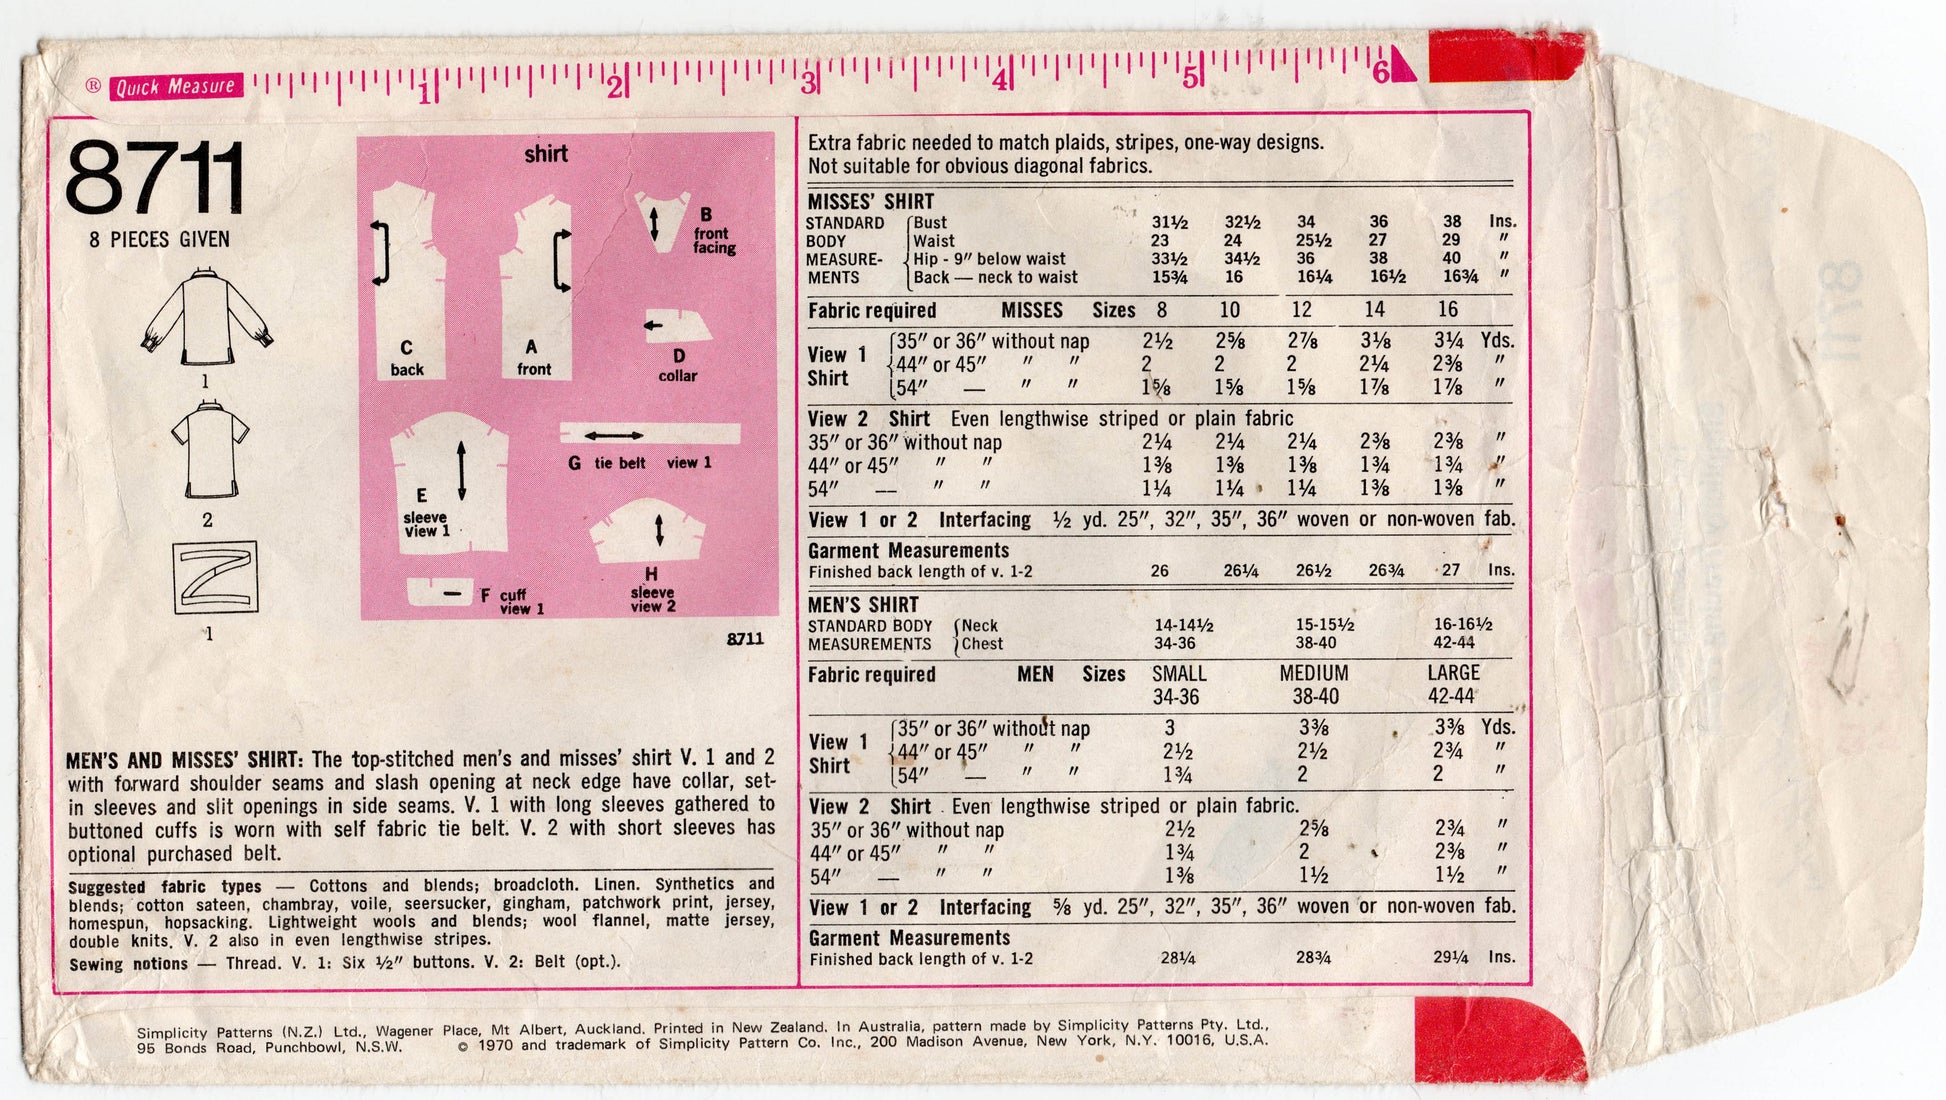 ® Quick Measure 1 2 3 4 5 6
8711
8 PIECES GIVEN
1
2
1
shirt
C
back
A
front
B
front
facing
D
collar
E
sleeve
view 1
G tie belt view 1
F cuff
view 1
H
sleeve
view 2
8711
MEN'S AND MISSES' SHIRT: The top-stitched men's and misses' shirt V. 1 and 2
with forward shoulder seams and slash opening at neck edge have collar, set-
in sleeves and slit openings in side seams. V. 1 with long sleeves gathered to
buttoned cuffs is worn with self fabric tie belt. V. 2 with short sleeves has
optional purchased belt.
Suggested fabric types — Cottons and blends; broadcloth. Linen. Synthetics and
blends; cotton sateen, chambray, voile, seersucker, gingham, patchwork print, jersey,
homespun, hopsacking. Lightweight wools and blends; wool flannel, matte jersey,
double knits. V. 2 also in even lengthwise stripes.
Sewing notions — Thread. V. 1: Six ½″ buttons. V. 2: Belt (opt.).
Extra fabric needed to match plaids, stripes, one-way designs.
Not suitable for obvious diagonal fabrics.
MISSES' SHIRT
STANDARD Bust 31½ 32½ 34 36 38 Ins.
BODY Waist 23 24 25½ 27 29 ″
MEASURE- Hip - 9″ below waist 33½ 34½ 36 38 40 ″
MENTS Back — neck to waist 15¾ 16 16¼ 16½ 16¾ ″
Fabric required MISSES Sizes 8 10 12 14 16
View 1 Shirt 35″ or 36″ without nap 2½ 2⅝ 2⅞ 3⅛ 3¼ Yds.
44″ or 45″ ″ ″ 2 2 2 2¼ 2⅜ ″
54″ — ″ ″ 1⅝ 1⅝ 1⅝ 1⅞ 1⅞ ″
View 2 Shirt Even lengthwise striped or plain fabric
35″ or 36″ without nap 2¼ 2¼ 2¼ 2⅜ 2⅜ ″
44″ or 45″ ″ ″ 1⅜ 1⅜ 1⅜ 1¾ 1¾ ″
54″ — ″ ″ 1¼ 1¼ 1¼ 1⅜ 1⅜ ″
View 1 or 2 Interfacing ½ yd. 25″, 32″, 35″, 36″ woven or non-woven fab.
Garment Measurements
Finished back length of v. 1-2 26 26¼ 26½ 26¾ 27 Ins.
MEN'S SHIRT
STANDARD BODY Neck 14-14½ 15-15½ 16-16½
MEASUREMENTS Chest 34-36 38-40 42-44
Fabric required MEN Sizes SMALL MEDIUM LARGE
34-36 38-40 42-44
View 1 Shirt 35″ or 36″ without nap 3 3⅜ 3⅜ Yds.
44″ or 45″ ″ ″ 2½ 2½ 2¾ ″
54″ — ″ ″ 1¾ 2 2 ″
View 2 Shirt Even lengthwise striped or plain fabric.
35″ or 36″ without nap 2½ 2⅝ 2¾ ″
44″ or 45″ ″ ″ 1¾ 2 2⅜ ″
54″ — ″ ″ 1⅜ 1½ 1½ ″
View 1 or 2 Interfacing ⅝ yd. 25″, 32″, 35″, 36″ woven or non-woven fab.
Garment Measurements
Finished back length of v. 1-2 28¼ 28¾ 29¼ Ins.
Simplicity Patterns (N.Z.) Ltd., Wagener Place, Mt Albert, Auckland. Printed in New Zealand. In Australia, pattern made by Simplicity Patterns Pty. Ltd.,
95 Bonds Road, Punchbowl, N.S.W. © 1970 and trademark of Simplicity Pattern Co. Inc., 200 Madison Avenue, New York, N.Y. 10016, U.S.A.